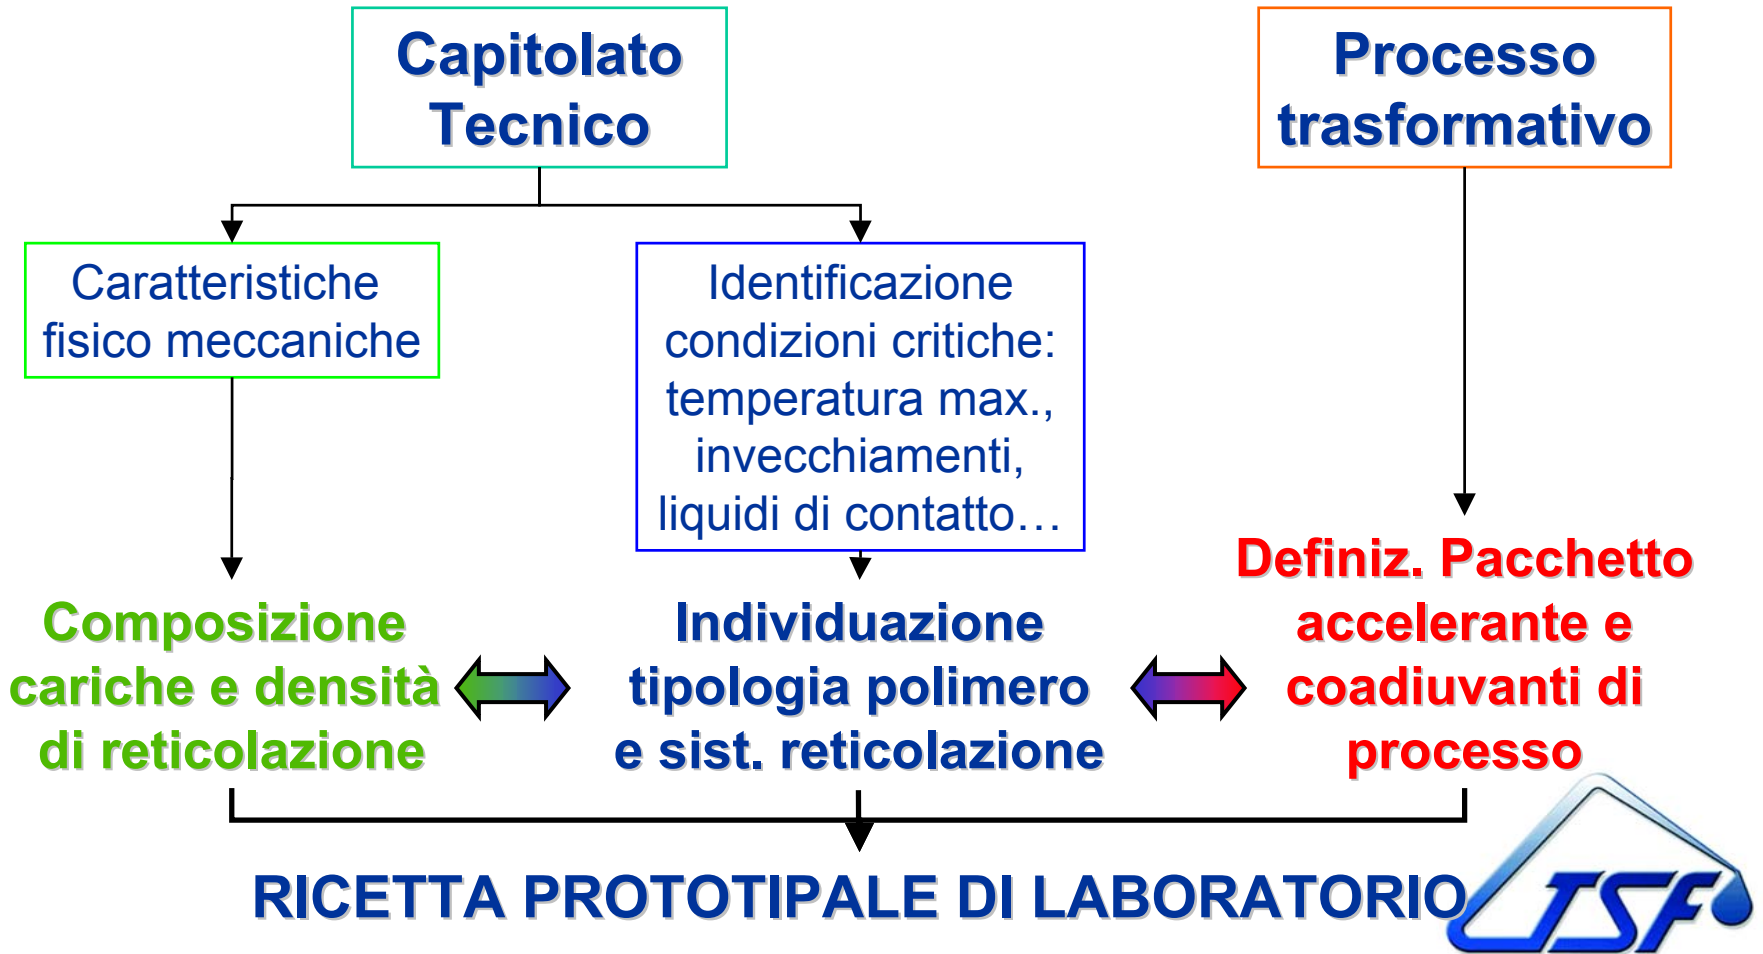 Capitolato
Tecnico
Processo
trasformativo
Caratteristiche
fisico meccaniche
Identificazione
condizioni critiche:
temperatura max.,
invecchiamenti,
liquidi di contatto…
Composizione
cariche e densità
di reticolazione
Individuazione
tipologia polimero
e sist. reticolazione
Definiz. Pacchetto
accelerante e
coadiuvanti di
processo
RICETTA PROTOTIPALE DI LABORATORIO
TSF